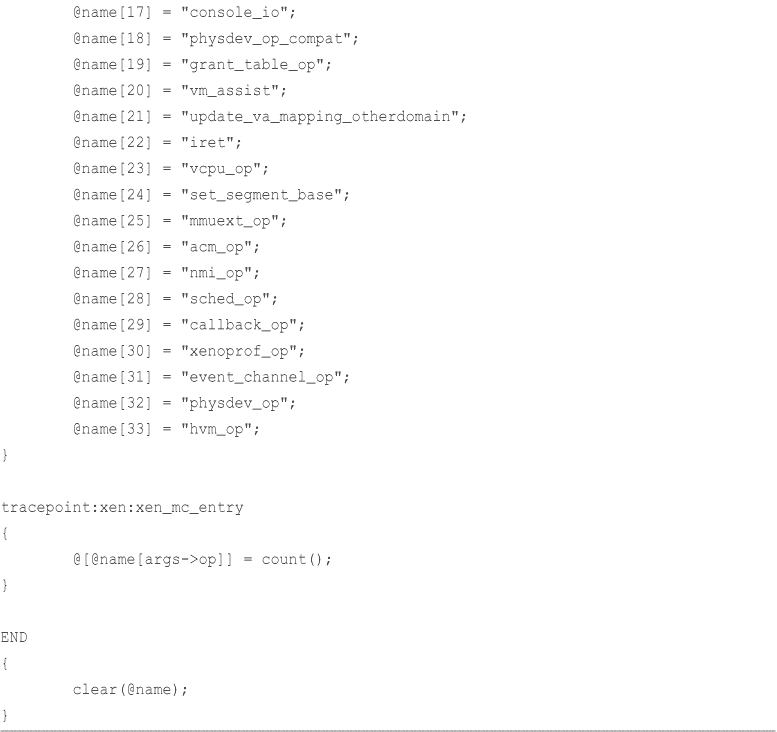 @name[17] = "console_io";
@name[18] = "physdev_op_compat";
@name[19] = "grant_table_op";
@name[20] = "vm_assist";
@name[21] = "update_va_mapping_otherdomain";
@name[22] = "iret";
@name[23] = "vcpu_op";
@name[24] = "set_segment_base";
@name[25] = "mmuext_op";
@name[26] = "acm_op";
@name[27] = "nmi_op";
@name[28] = "sched_op";
@name[29] = "callback_op";
@name[30] = "xenoprof_op";
@name[31] = "event_channel_op";
@name[32] = "physdev_op";
@name[33] = "hvm_op";
}
tracepoint:xen:xen_mc_entry
{
@[@name[args->op]] = count();
}
END
{
clear(@name);
}